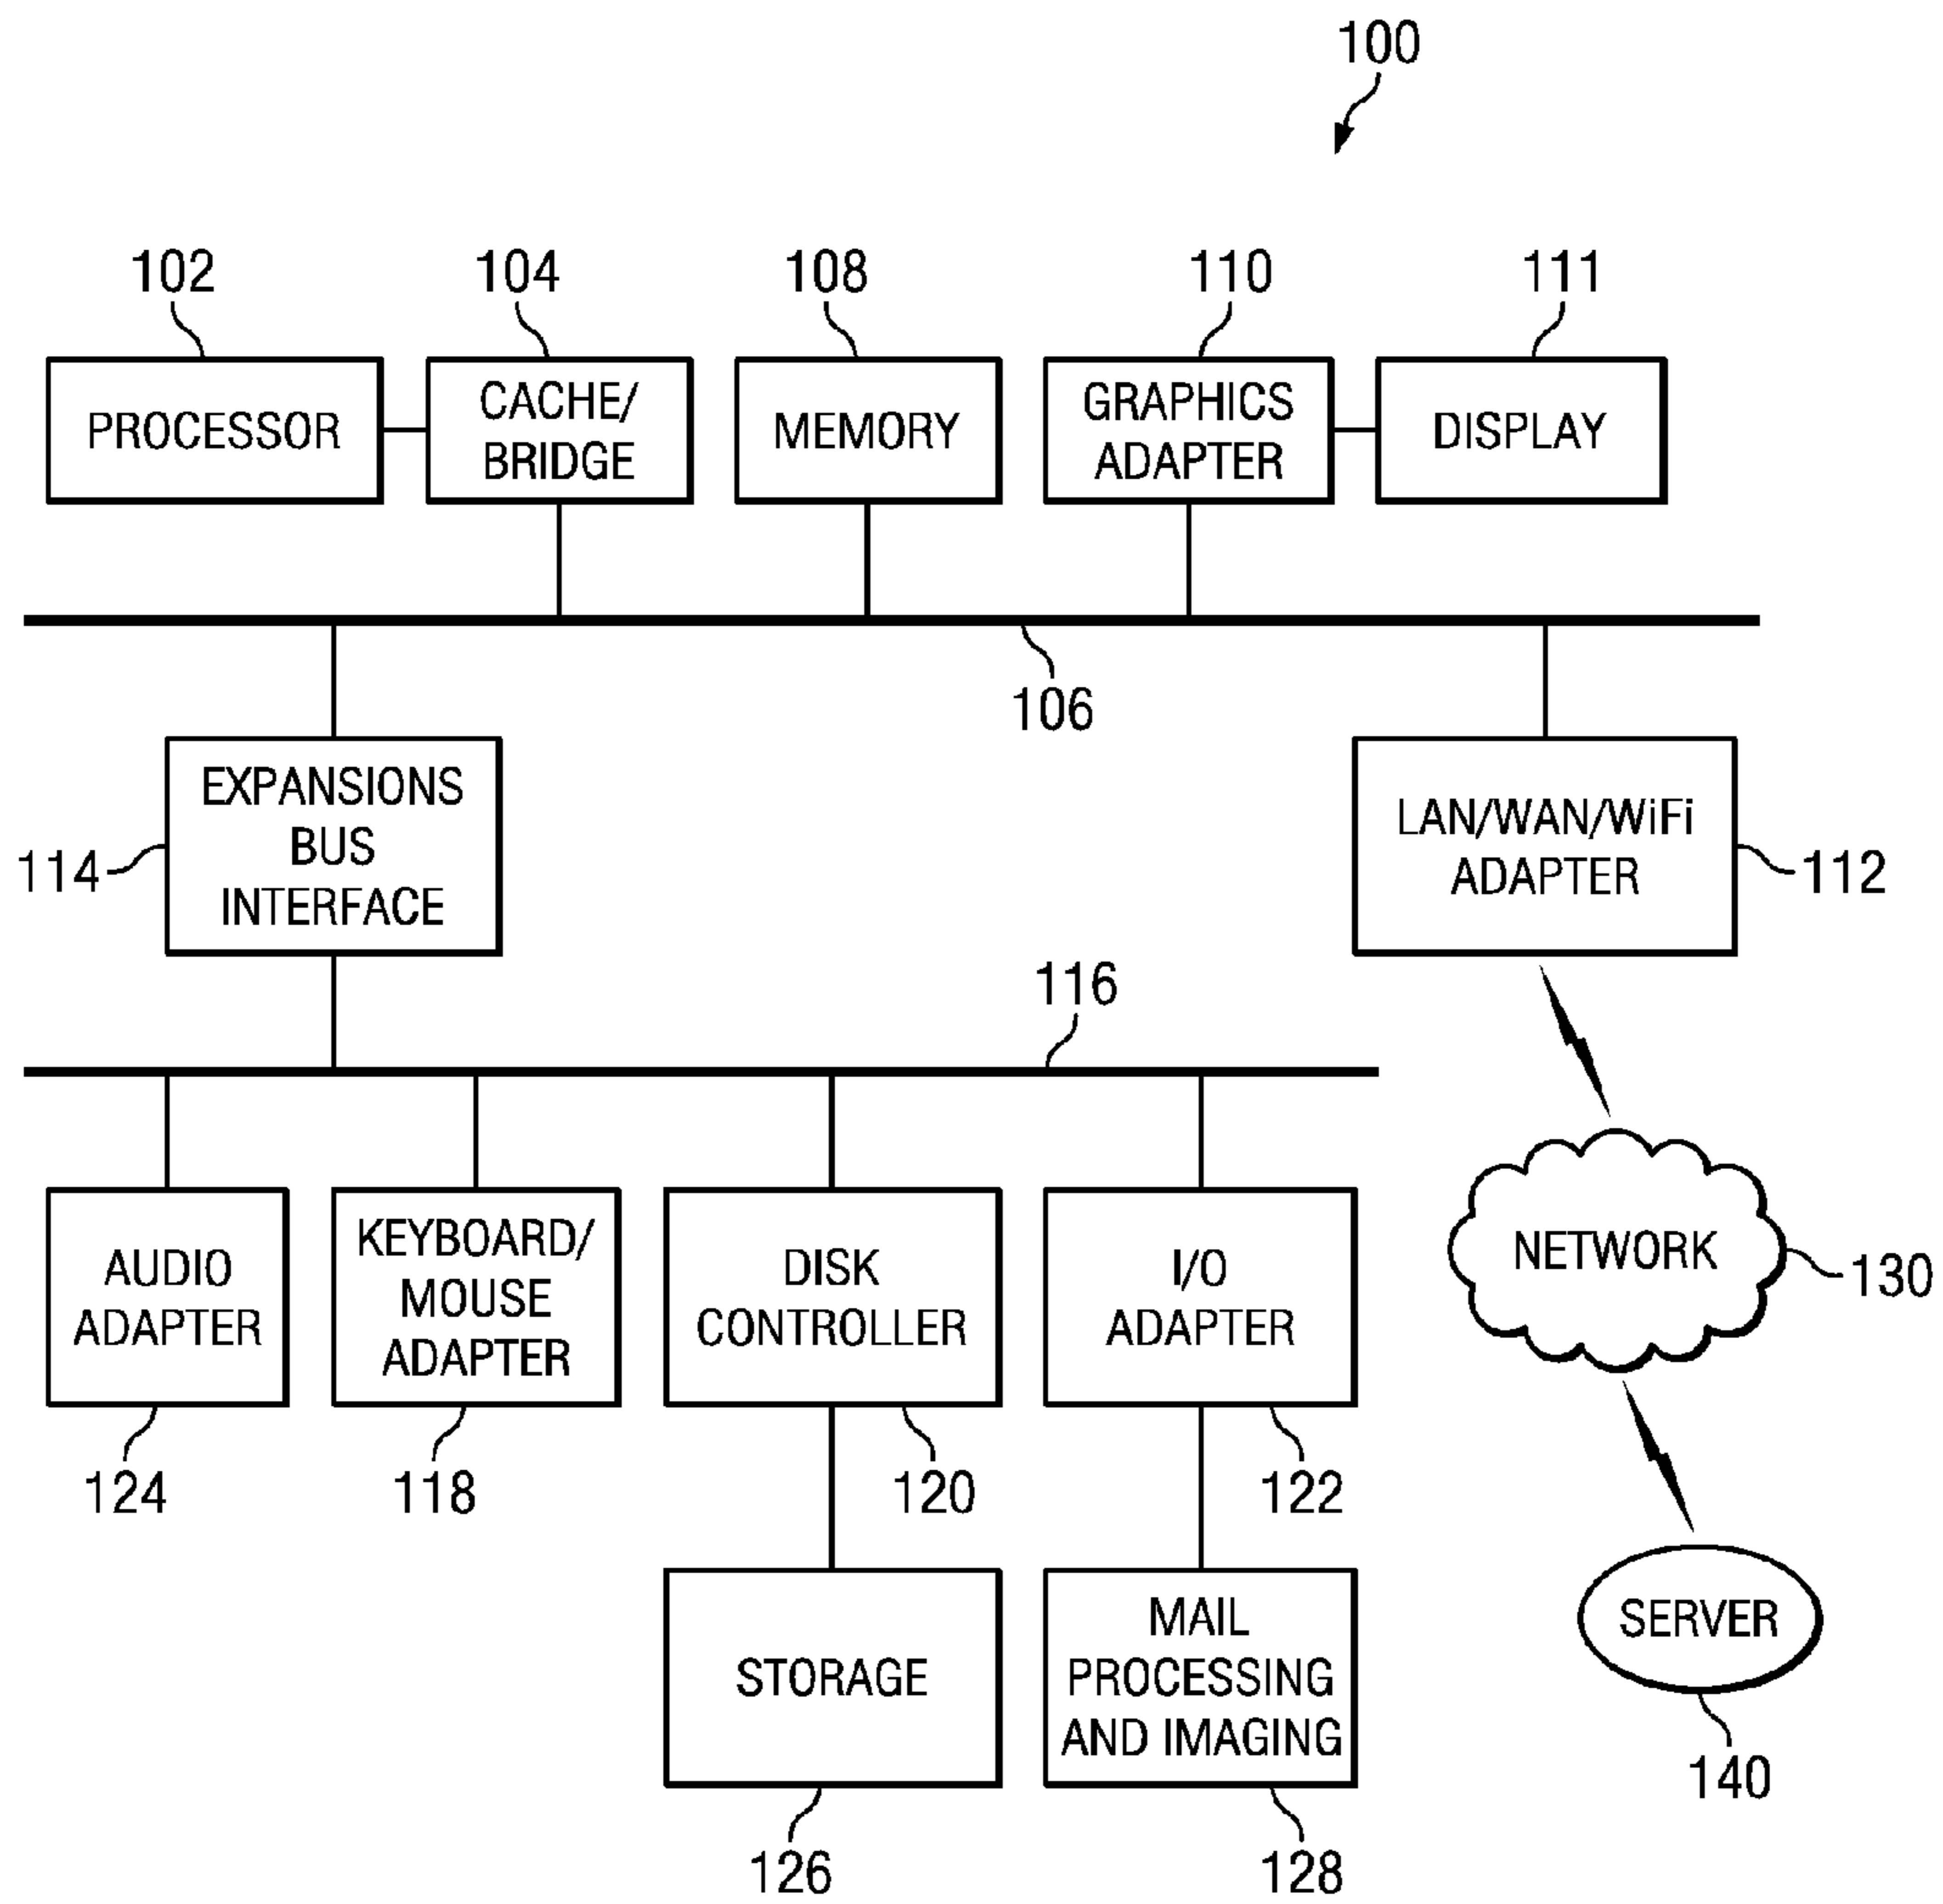 100
102
104
108
110
111
PROCESSOR
CACHE/
BRIDGE
MEMORY
GRAPHICS
ADAPTER
DISPLAY
106
EXPANSIONS
BUS
INTERFACE
114
LAN/WAN/WiFi
ADAPTER
112
116
AUDIO
ADAPTER
KEYBOARD/
MOUSE
ADAPTER
DISK
CONTROLLER
I/O
ADAPTER
NETWORK
130
124
118
120
122
STORAGE
MAIL
PROCESSING
AND IMAGING
SERVER
140
126
128